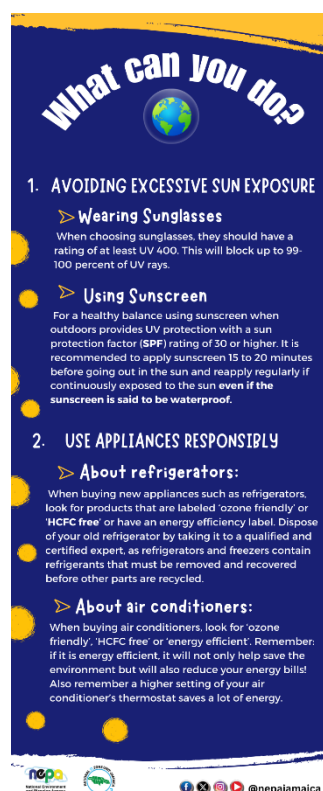 What can you do?
1. AVOIDING EXCESSIVE SUN EXPOSURE
Wearing Sunglasses
When choosing sunglasses, they should have a
rating of at least UV 400. This will block up to 99-
100 percent of UV rays.
Using Sunscreen
For a healthy balance using sunscreen when
outdoors provides UV protection with a sun
protection factor (SPF) rating of 30 or higher. It is
recommended to apply sunscreen 15 to 20 minutes
before going out in the sun and reapply regularly if
continuously exposed to the sun even if the
sunscreen is said to be waterproof.
2. USE APPLIANCES RESPONSIBLY
About refrigerators:
When buying new appliances such as refrigerators,
look for products that are labeled ‘ozone friendly’ or
‘HCFC free’ or have an energy efficiency label. Dispose
of your old refrigerator by taking it to a qualified and
certified expert, as refrigerators and freezers contain
refrigerants that must be removed and recovered
before other parts are recycled.
About air conditioners:
When buying air conditioners, look for ‘ozone
friendly’, ‘HCFC free’ or ‘energy efficient’. Remember:
if it is energy efficient, it will not only help save the
environment but will also reduce your energy bills!
Also remember a higher setting of your air
conditioner’s thermostat saves a lot of energy.
nepa
National Environment
@nepajamaica